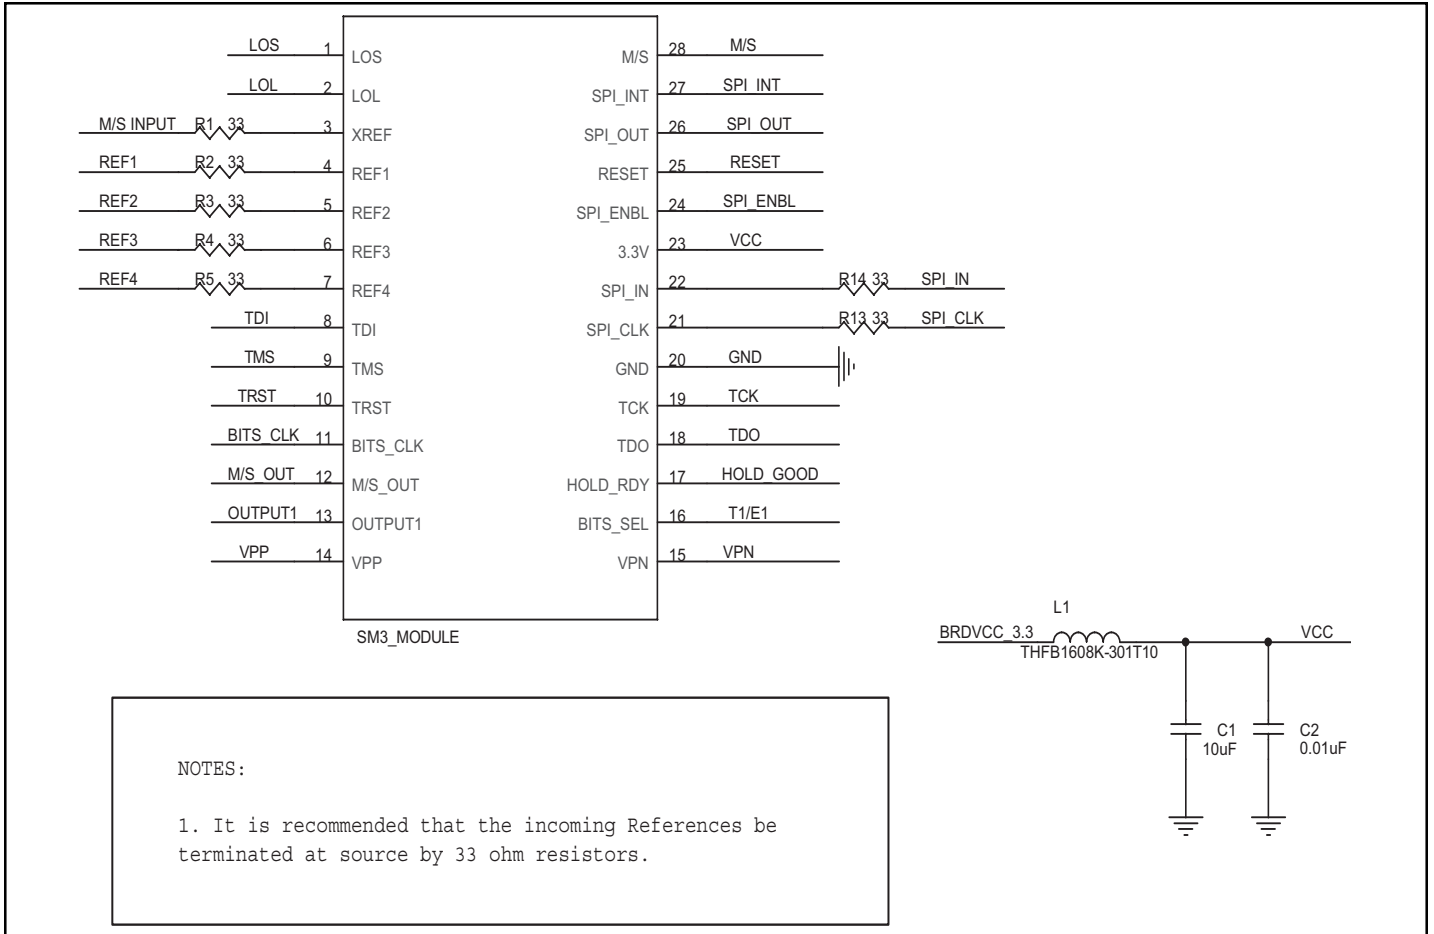 LOS 1 LOS M/S 28 M/S
LOL 2 LOL SPI_INT 27 SPI_INT
M/S INPUT R1 33 3 XREF SPI_OUT 26 SPI_OUT
REF1 R2 33 4 REF1 RESET 25 RESET
REF2 R3 33 5 REF2 SPI_ENBL 24 SPI_ENBL
REF3 R4 33 6 REF3 3.3V 23 VCC
REF4 R5 33 7 REF4 SPI_IN 22 R14 33 SPI_IN
TDI 8 TDI SPI_CLK 21 R13 33 SPI_CLK
TMS 9 TMS GND 20 GND
TRST 10 TRST TCK 19 TCK
BITS_CLK 11 BITS_CLK TDO 18 TDO
M/S_OUT 12 M/S_OUT HOLD_RDY 17 HOLD_GOOD
OUTPUT1 13 OUTPUT1 BITS_SEL 16 T1/E1
VPP 14 VPP VPN 15 VPN
SM3_MODULE
L1
BRDVCC_3.3 VCC
THFB1608K-301T10
C1 C2
10uF 0.01uF
NOTES:
1. It is recommended that the incoming References be
terminated at source by 33 ohm resistors.